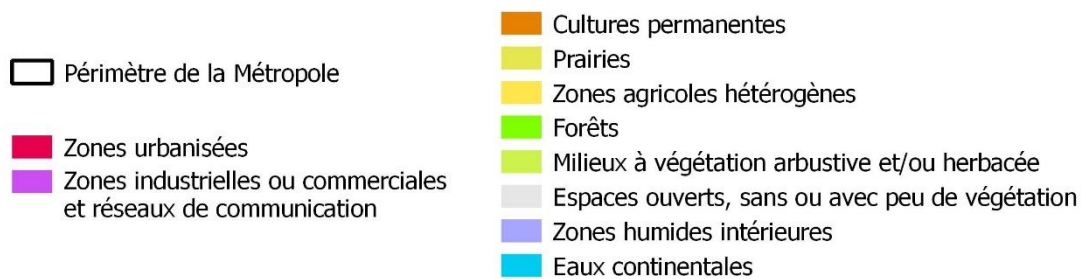 Périmètre de la Métropole
Zones urbanisées
Zones industrielles ou commerciales
et réseaux de communication
Cultures permanentes
Prairies
Zones agricoles hétérogènes
Forêts
Milieux à végétation arbustive et/ou herbacée
Espaces ouverts, sans ou avec peu de végétation
Zones humides intérieures
Eaux continentales